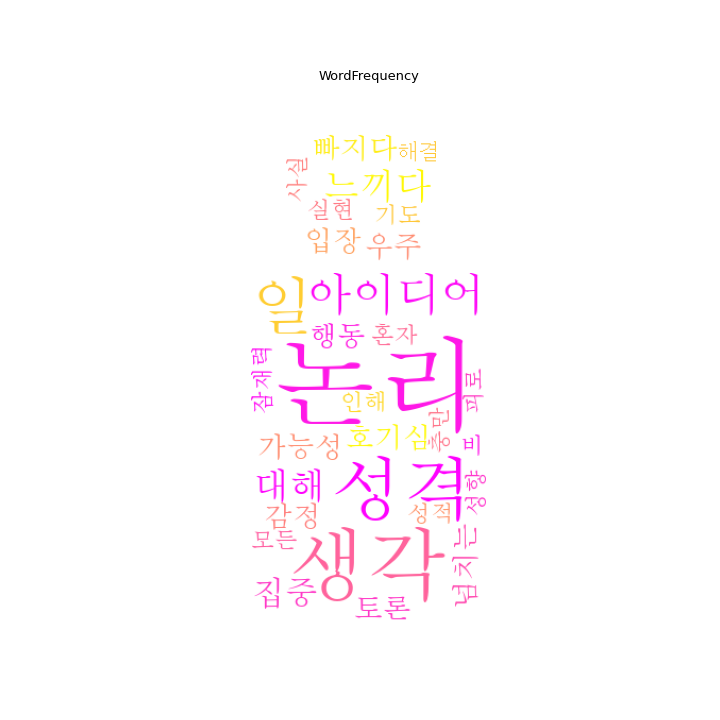 WordFrequency
빠지다 해결
사실 느끼다
실현 기도
입장 우주
일 아이디어
행동 혼자
논리
잠재력 인해 피로
충만
가능성 호기심 비
대해 성격 성향
감정 성적
모든 생각 넘치는
집중
토론